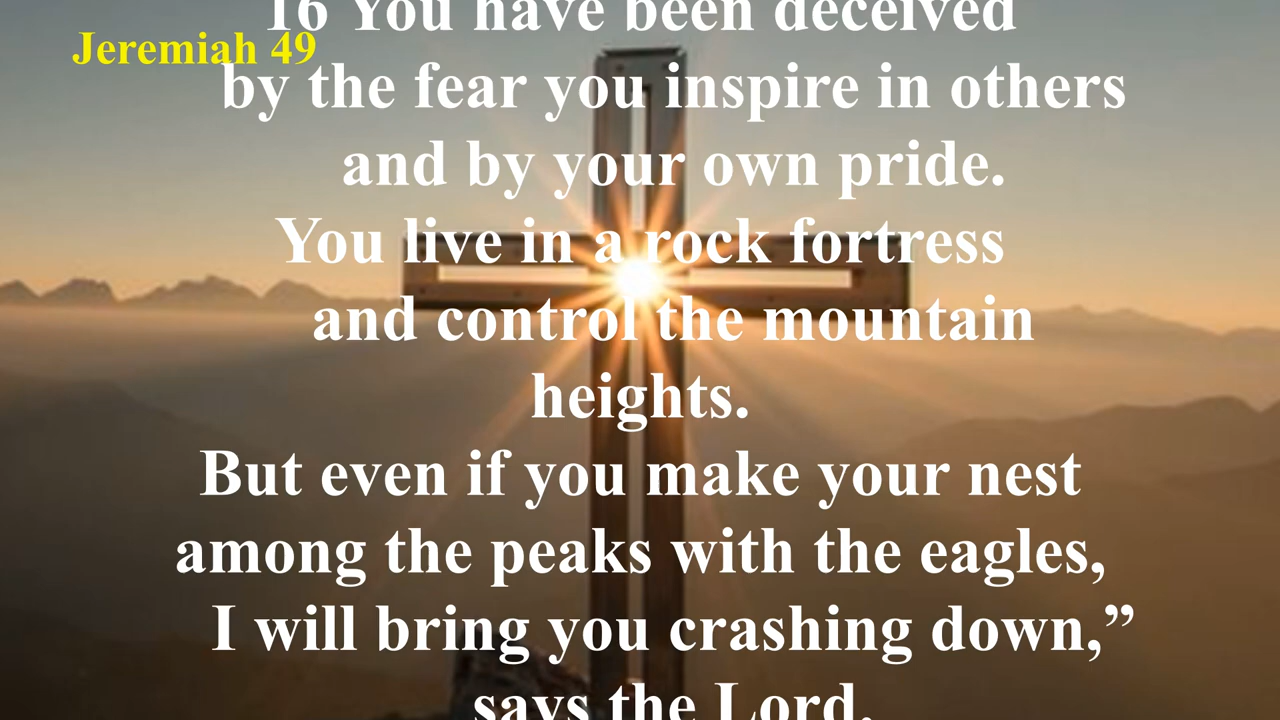 Jeremiah 49
16 You have been deceived
by the fear you inspire in others
and by your own pride.
You live in a rock fortress
and control the mountain
heights.
But even if you make your nest
among the peaks with the eagles,
I will bring you crashing down,”
says the Lord.